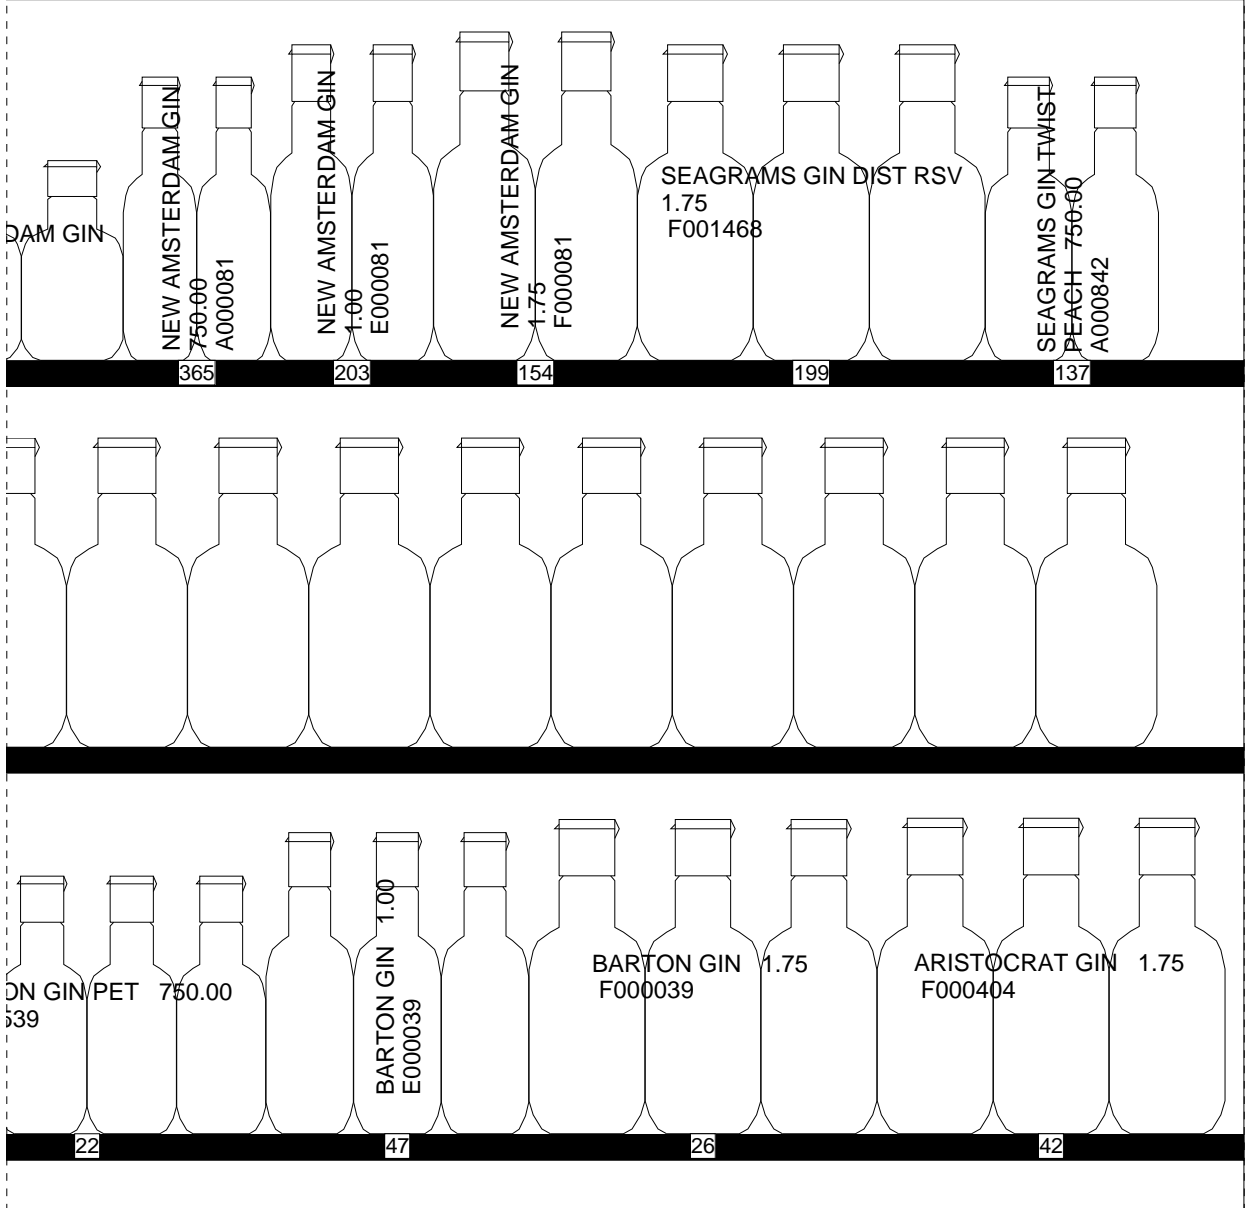 DAM GIN
NEW AMSTERDAM GIN
750.00
A000081
NEW AMSTERDAM GIN
1.00
E000081
NEW AMSTERDAM GIN
1.75
F000081
SEAGRAMS GIN DIST RSV
1.75
F001468
SEAGRAMS GIN TWIST
PEACH 750.00
A000842
365
203
154
199
137
ON GIN PET 750.00
539
BARTON GIN 1.00
E000039
BARTON GIN 1.75
F000039
ARISTOCRAT GIN 1.75
F000404
22
47
26
42